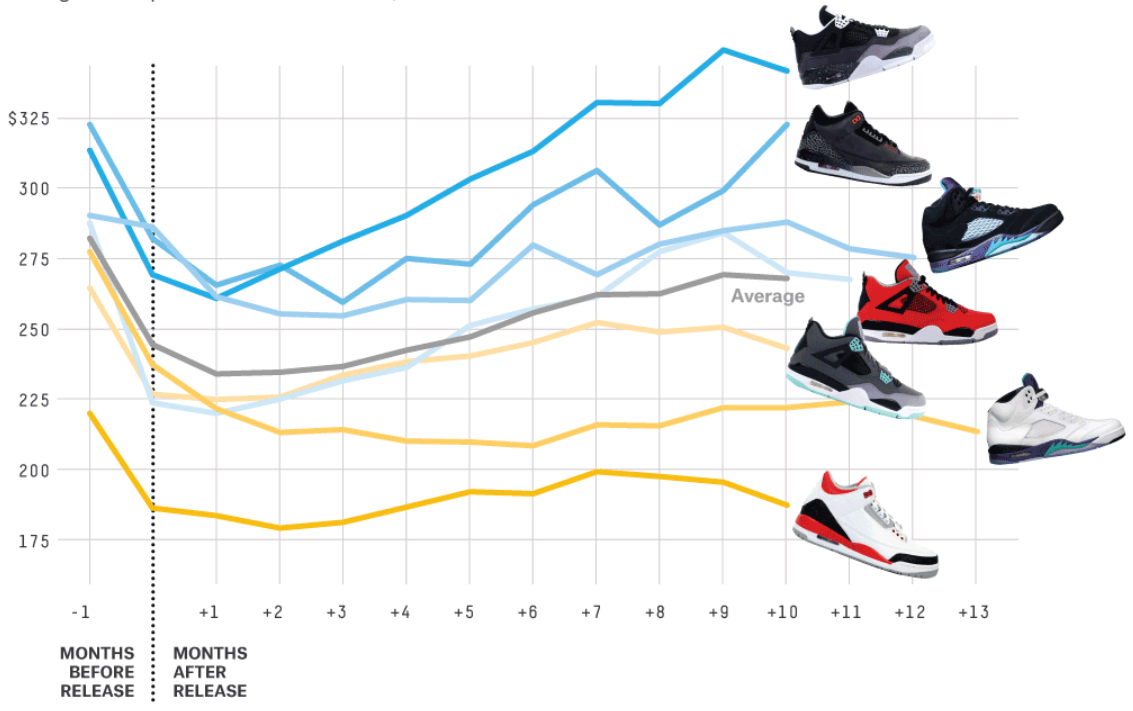 $325
300
275
Average
250
225
200
175
-1 +1 +2 +3 +4 +5 +6 +7 +8 +9 +10 +11 +12 +13
MONTHS
BEFORE
RELEASE
MONTHS
AFTER
RELEASE